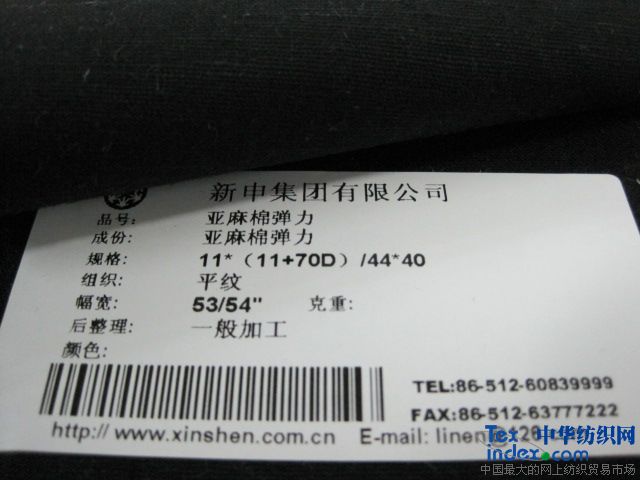 新申集团有限公司
品号: 亚麻棉弹力
成份: 亚麻棉弹力
规格: 11*（11+70D）/44*40
组织: 平纹
幅宽: 53/54" 克重:
后整理: 一般加工
颜色:
TEL:86-512-60839999
FAX:86-512-63777222
http://www.xinshen.com.cn E-mail: linen
Tex 中华纺织网
index.com
中国最大的网上纺织贸易市场